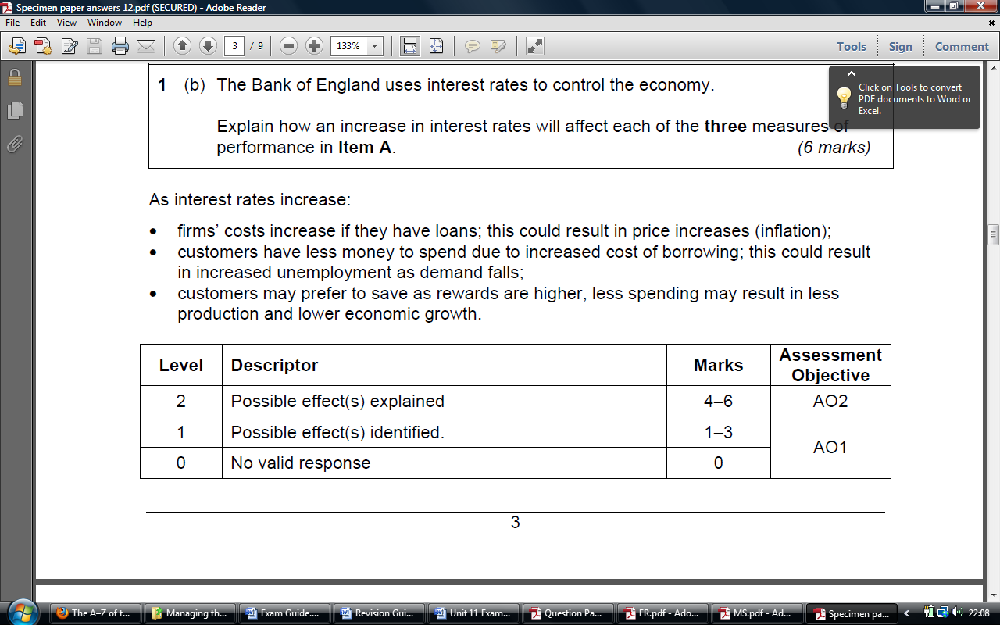 Specimen paper answers 12.pdf (SECURED) - Adobe Reader
File Edit View Window Help
3 / 9 133% Tools Sign Comment
Click on Tools to convert
PDF documents to Word or
Excel.
1 (b) The Bank of England uses interest rates to control the economy.
Explain how an increase in interest rates will affect each of the three measures of
performance in Item A. (6 marks)
As interest rates increase:
• firms’ costs increase if they have loans; this could result in price increases (inflation);
• customers have less money to spend due to increased cost of borrowing; this could result
in increased unemployment as demand falls;
• customers may prefer to save as rewards are higher, less spending may result in less
production and lower economic growth.
Level Descriptor Marks Assessment
Objective
2 Possible effect(s) explained 4–6 AO2
1 Possible effect(s) identified. 1–3 AO1
0 No valid response 0
3
The A–Z of t... Managing th... Exam Guide.... Revision Gui... Unit 11 Exam... Question Pa... ER.pdf - Ado... MS.pdf - Ad... Specimen pa... 22:08